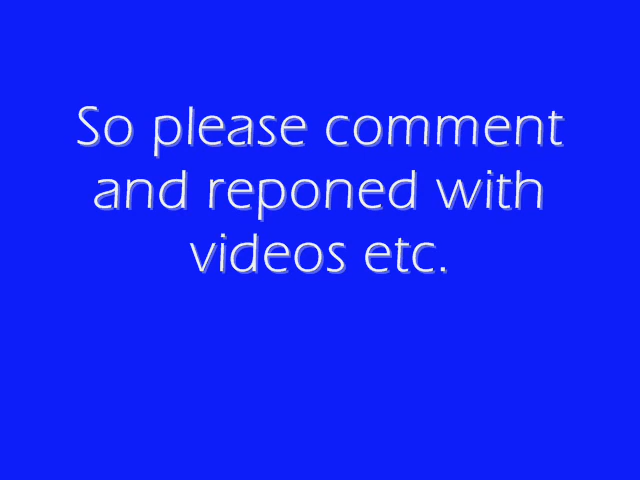 So please comment
and reponed with
videos etc.